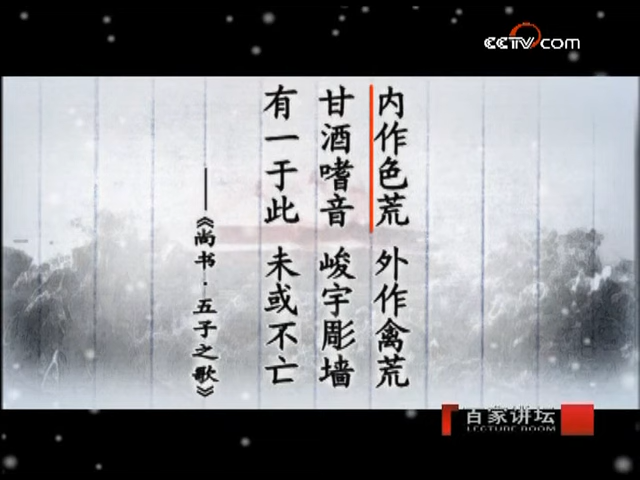 CCTV.com
内作色荒 外作禽荒
甘酒嗜音 峻宇彫墙
有一于此 未或不亡
——《尚书·五子之歌》
百家讲坛
LECTURE ROOM